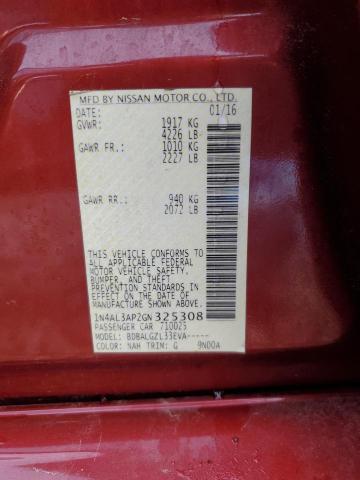 MFD BY NISSAN MOTOR CO., LTD.
DATE: 01/16
GVWR: 1917 KG
4226 LB
GAWR FR.: 1010 KG
2227 LB
GAWR RR.: 940 KG
2072 LB
THIS VEHICLE CONFORMS TO
ALL APPLICABLE FEDERAL
MOTOR VEHICLE SAFETY,
BUMPER, AND THEFT
PREVENTION STANDARDS IN
EFFECT ON THE DATE OF
MANUFACTURE SHOWN ABOVE.
1N4AL3AP2GN 325308
PASSENGER CAR 710025
MODEL: BDBALGZL33EVA-----
COLOR: NAH TRIM: G 9N00A